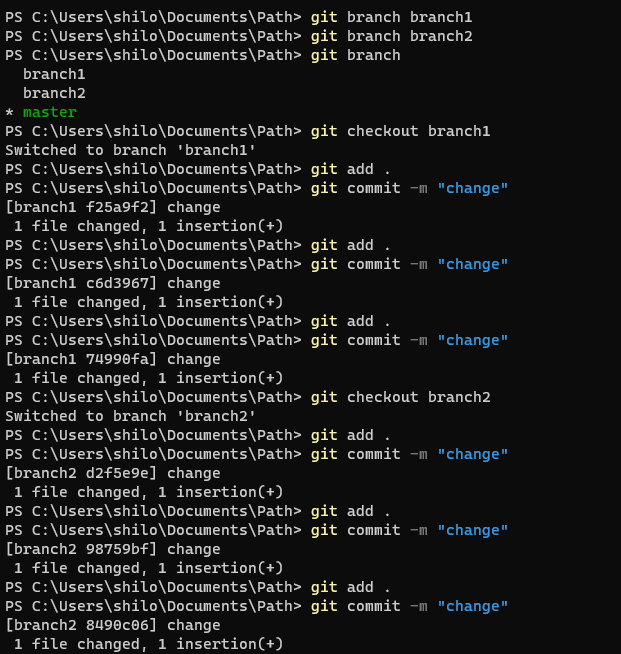 PS C:\Users\shilo\Documents\Path> git branch branch1
PS C:\Users\shilo\Documents\Path> git branch branch2
PS C:\Users\shilo\Documents\Path> git branch
  branch1
  branch2
* master
PS C:\Users\shilo\Documents\Path> git checkout branch1
Switched to branch 'branch1'
PS C:\Users\shilo\Documents\Path> git add .
PS C:\Users\shilo\Documents\Path> git commit -m "change"
[branch1 f25a9f2] change
 1 file changed, 1 insertion(+)
PS C:\Users\shilo\Documents\Path> git add .
PS C:\Users\shilo\Documents\Path> git commit -m "change"
[branch1 c6d3967] change
 1 file changed, 1 insertion(+)
PS C:\Users\shilo\Documents\Path> git add .
PS C:\Users\shilo\Documents\Path> git commit -m "change"
[branch1 74990fa] change
 1 file changed, 1 insertion(+)
PS C:\Users\shilo\Documents\Path> git checkout branch2
Switched to branch 'branch2'
PS C:\Users\shilo\Documents\Path> git add .
PS C:\Users\shilo\Documents\Path> git commit -m "change"
[branch2 d2f5e9e] change
 1 file changed, 1 insertion(+)
PS C:\Users\shilo\Documents\Path> git add .
PS C:\Users\shilo\Documents\Path> git commit -m "change"
[branch2 98759bf] change
 1 file changed, 1 insertion(+)
PS C:\Users\shilo\Documents\Path> git add .
PS C:\Users\shilo\Documents\Path> git commit -m "change"
[branch2 8490c06] change
 1 file changed, 1 insertion(+)